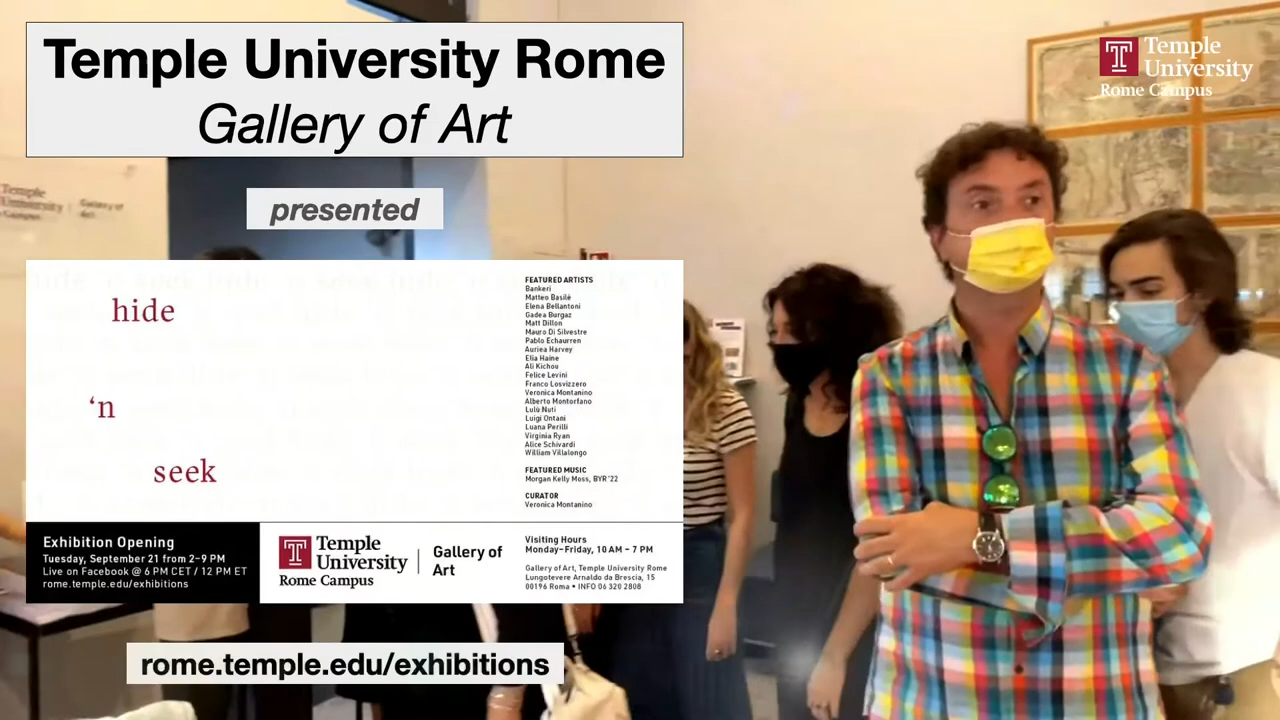 Temple University Rome
Gallery of Art
presented
Temple
University
Rome Campus
Temple
University
Campus
Gallery of
Art
hide
'n
seek
FEATURED ARTISTS
Bankeri
Matteo Basilé
Elena Bellantoni
Gadea Burgaz
Matt Dillon
Mauro Di Silvestre
Pablo Echaurren
Auriea Harvey
Elia Haine
Ali Kichou
Felice Levini
Franco Losvizzero
Veronica Montanino
Alberto Montorfano
Lulù Nuti
Luigi Ontani
Luana Perilli
Virginia Ryan
Alice Schivardi
William Villalongo
FEATURED MUSIC
Morgan Kelly Moss, BYR '22
CURATOR
Veronica Montanino
Exhibition Opening
Tuesday, September 21 from 2–9 PM
Live on Facebook @ 6 PM CET / 12 PM ET
rome.temple.edu/exhibitions
Temple
University
Rome Campus
Gallery of
Art
Visiting Hours
Monday–Friday, 10 AM – 7 PM
Gallery of Art, Temple University Rome
Lungotevere Arnaldo da Brescia, 15
00196 Roma • INFO 06 320 2808
rome.temple.edu/exhibitions